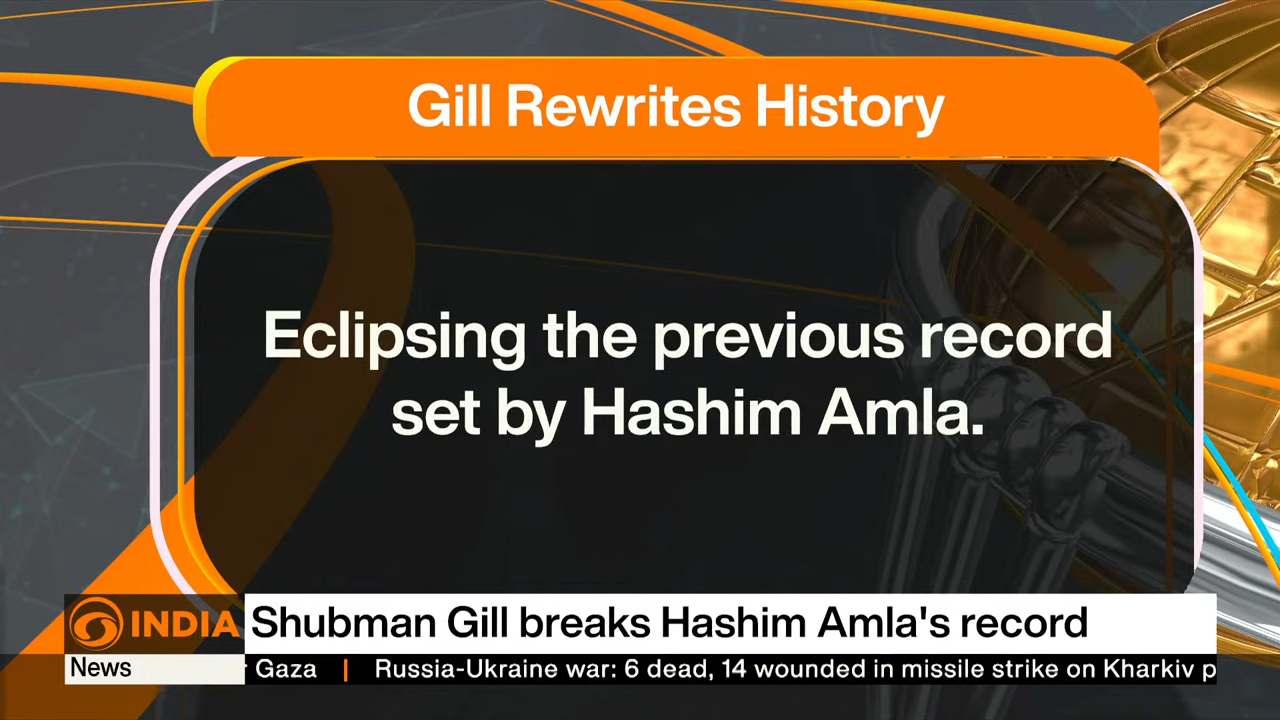 Gill Rewrites History
Eclipsing the previous record
set by Hashim Amla.
INDIA
Shubman Gill breaks Hashim Amla's record
News
Gaza | Russia-Ukraine war: 6 dead, 14 wounded in missile strike on Kharkiv